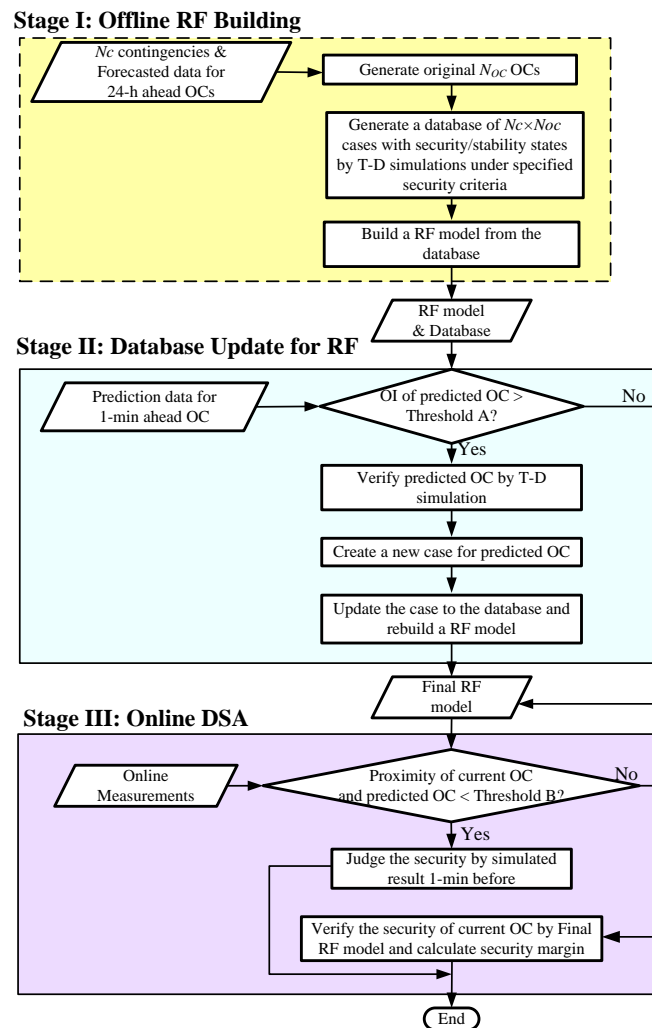 Stage I: Offline RF Building
Nc contingencies &
Forecasted data for
24-h ahead OCs
Generate original NOC OCs
Generate a database of Nc×Noc
cases with security/stability states
by T-D simulations under specified
security criteria
Build a RF model from the
database
RF model
& Database
Stage II: Database Update for RF
Prediction data for
1-min ahead OC
OI of predicted OC >
Threshold A?
No
Yes
Verify predicted OC by T-D
simulation
Create a new case for predicted OC
Update the case to the database and
rebuild a RF model
Final RF
model
Stage III: Online DSA
Online
Measurements
Proximity of current OC
and predicted OC < Threshold B?
No
Yes
Judge the security by simulated
result 1-min before
Verify the security of current OC by Final
RF model and calculate security margin
End